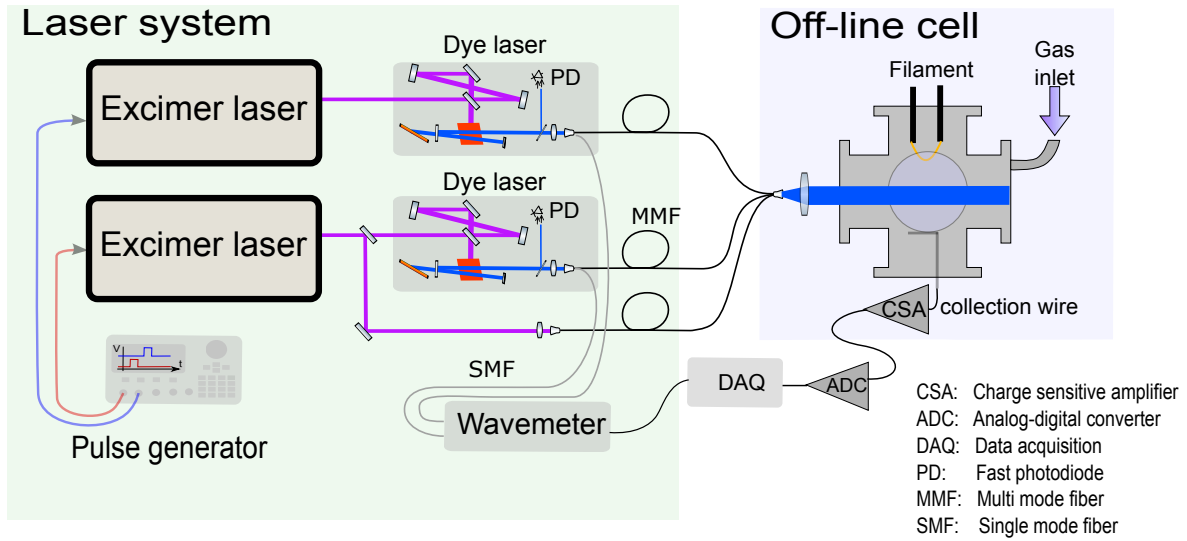 Laser system
Off-line cell
Dye laser
PD
Excimer laser
Filament
Gas
inlet
Dye laser
PD
MMF
Excimer laser
CSA
collection wire
V
t
SMF
DAQ
ADC
Wavemeter
Pulse generator
CSA: Charge sensitive amplifier
ADC: Analog-digital converter
DAQ: Data acquisition
PD: Fast photodiode
MMF: Multi mode fiber
SMF: Single mode fiber